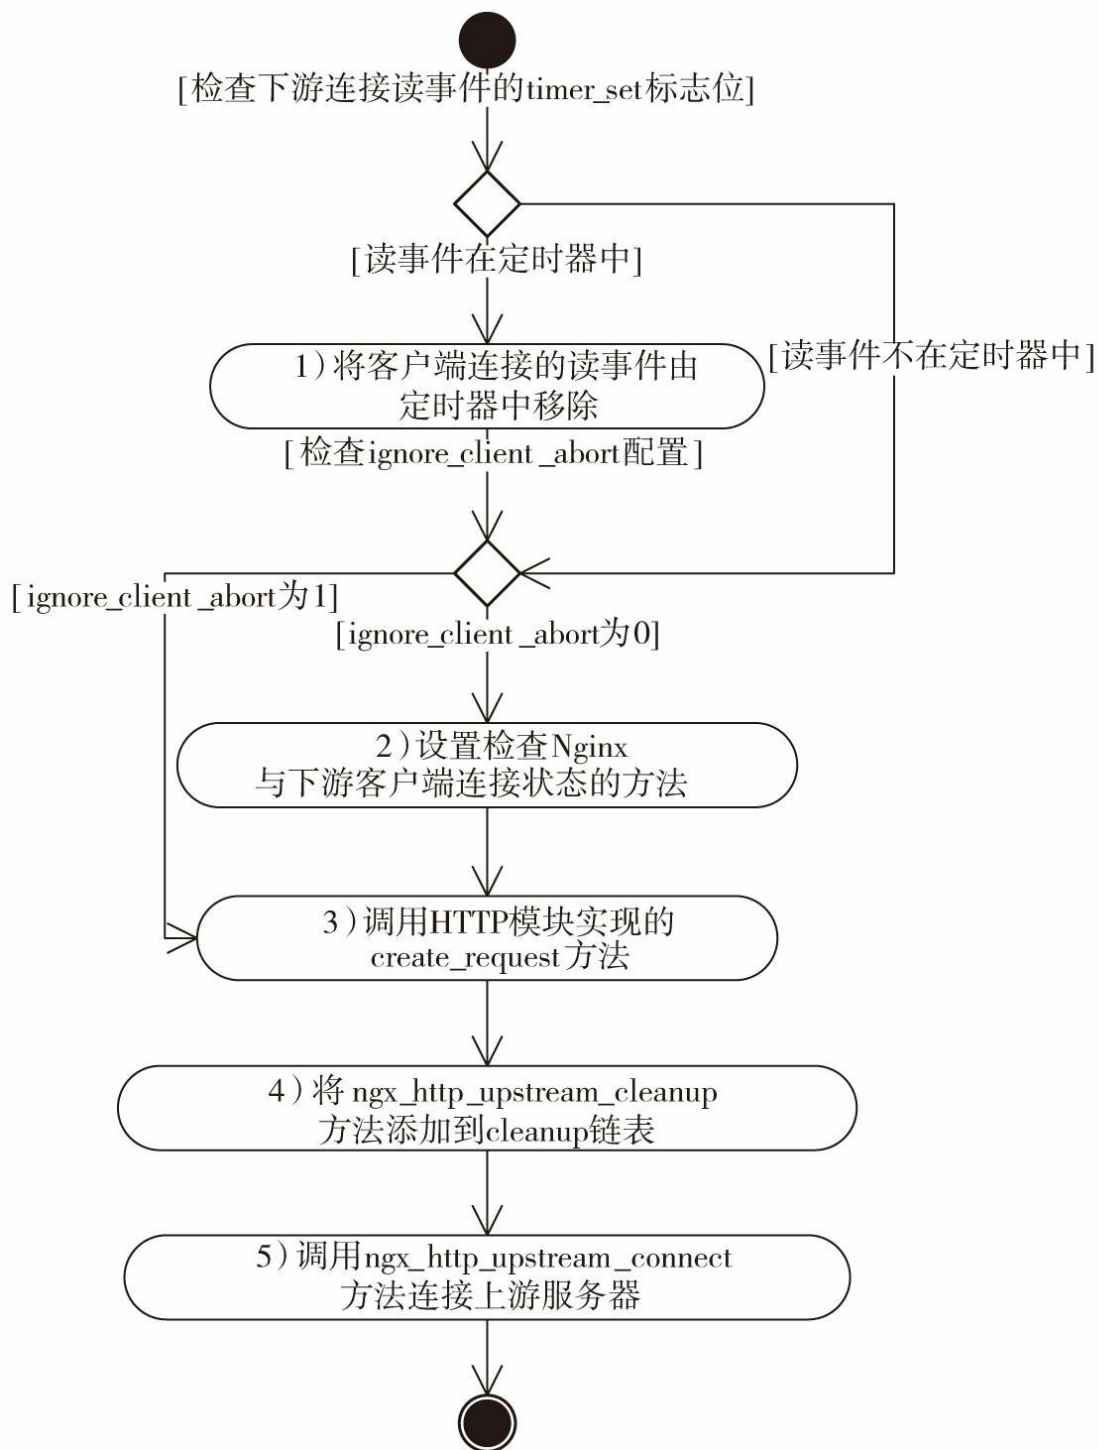 [检查下游连接读事件的timer_set标志位]
[读事件在定时器中]
1)将客户端连接的读事件由
定时器中移除
[读事件不在定时器中]
[检查ignore_client_abort配置]
[ignore_client_abort为1]
[ignore_client_abort为0]
2)设置检查Nginx
与下游客户端连接状态的方法
3)调用HTTP模块实现的
create_request方法
4)将ngx_http_upstream_cleanup
方法添加到cleanup链表
5)调用ngx_http_upstream_connect
方法连接上游服务器